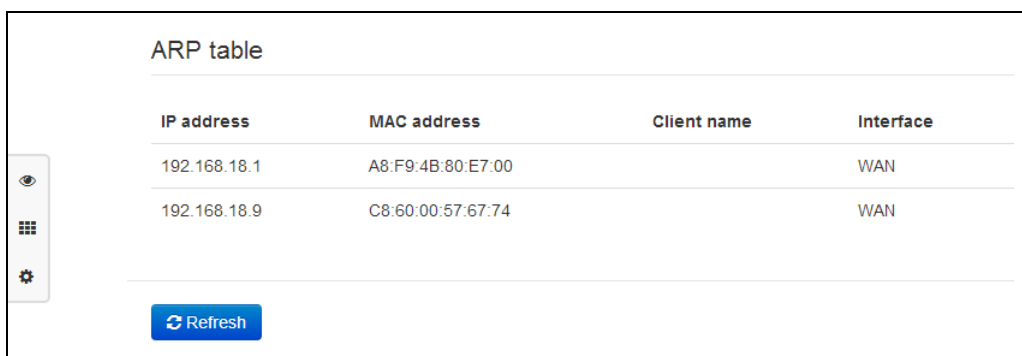 ARP table
IP address MAC address Client name Interface
192.168.18.1 A8:F9:4B:80:E7:00 WAN
192.168.18.9 C8:60:00:57:67:74 WAN
Refresh